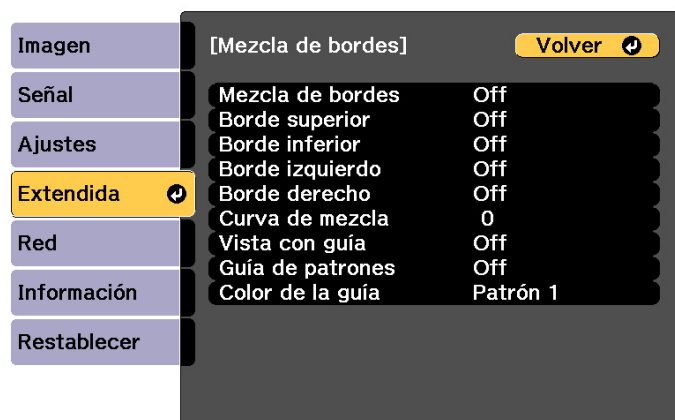 Imagen
Señal
Ajustes
Extendida
Red
Información
Restablecer
[Mezcla de bordes] Volver
Mezcla de bordes Off
Borde superior Off
Borde inferior Off
Borde izquierdo Off
Borde derecho Off
Curva de mezcla 0
Vista con guía Off
Guía de patrones Off
Color de la guía Patrón 1